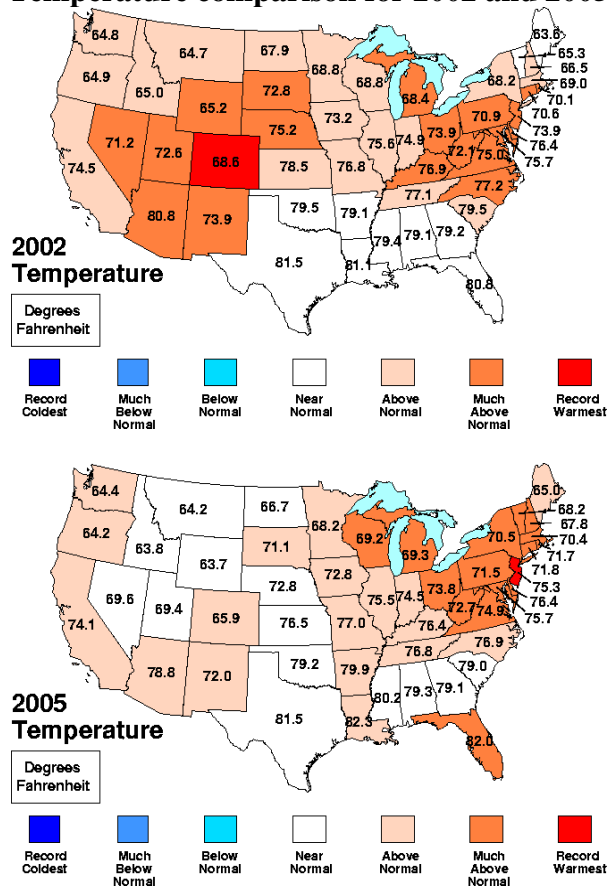 Temperature comparison for 2002 and 2005
64.8
64.7
67.9
63.6
65.3
66.5
69.0
70.1
70.6
73.9
76.4
75.7
64.9
65.0
68.8
68.8
68.2
65.2
72.8
68.4
70.9
71.2
72.6
68.6
75.2
73.2
75.6
74.9
73.9
72.1
75.0
74.5
78.5
76.8
76.9
77.2
77.1
79.5
80.8
73.9
79.5
79.1
79.4
79.1
79.2
81.5
81.1
80.8
2002
Temperature
Degrees
Fahrenheit
Record
Coldest
Much
Below
Normal
Below
Normal
Near
Normal
Above
Normal
Much
Above
Normal
Record
Warmest
64.4
64.2
66.7
65.0
68.2
67.8
70.4
71.7
71.8
75.3
76.4
75.7
64.2
63.8
68.2
69.2
70.5
63.7
71.1
69.3
71.5
69.6
69.4
65.9
72.8
72.8
75.5
74.5
73.8
72.7
74.9
74.1
76.5
77.0
76.4
76.9
76.8
79.0
78.8
72.0
79.2
79.9
80.2
79.3
79.1
81.5
82.3
82.0
2005
Temperature
Degrees
Fahrenheit
Record
Coldest
Much
Below
Normal
Below
Normal
Near
Normal
Above
Normal
Much
Above
Normal
Record
Warmest